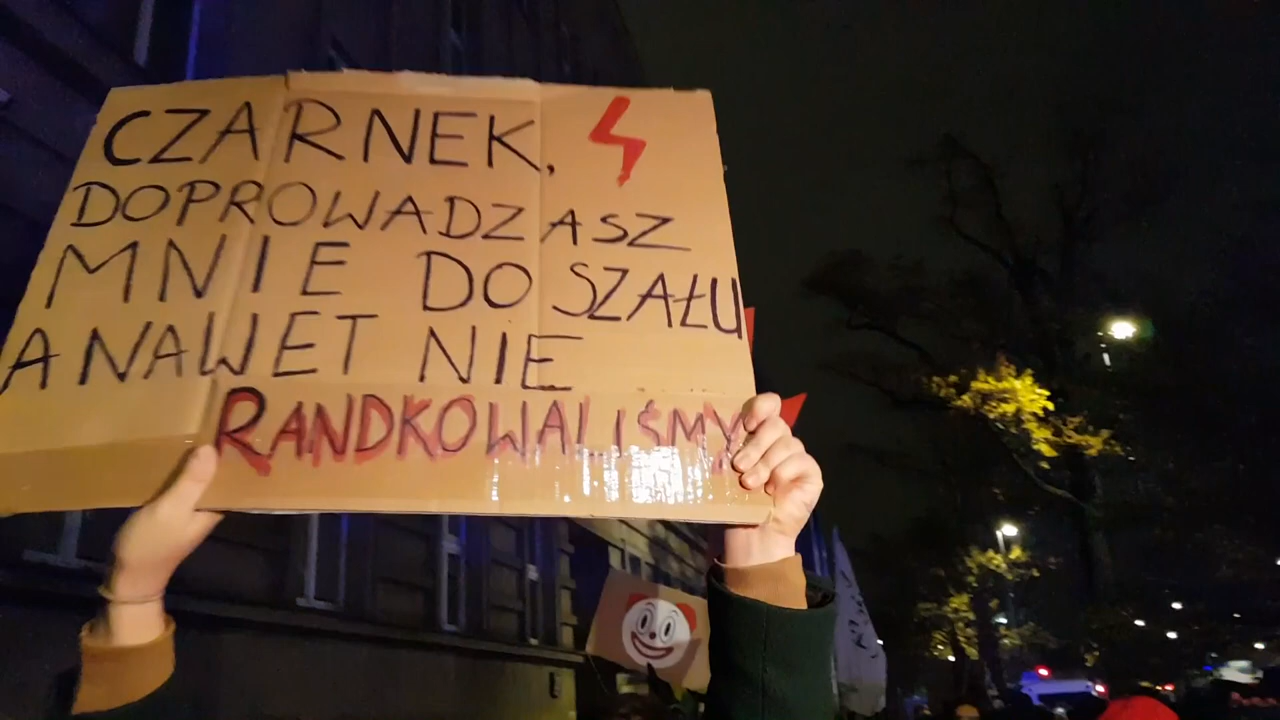 CZARNEK,
DOPROWADZASZ
MNIE DO SZAŁU
A NAWET NIE
RANDKOWALIŚMY